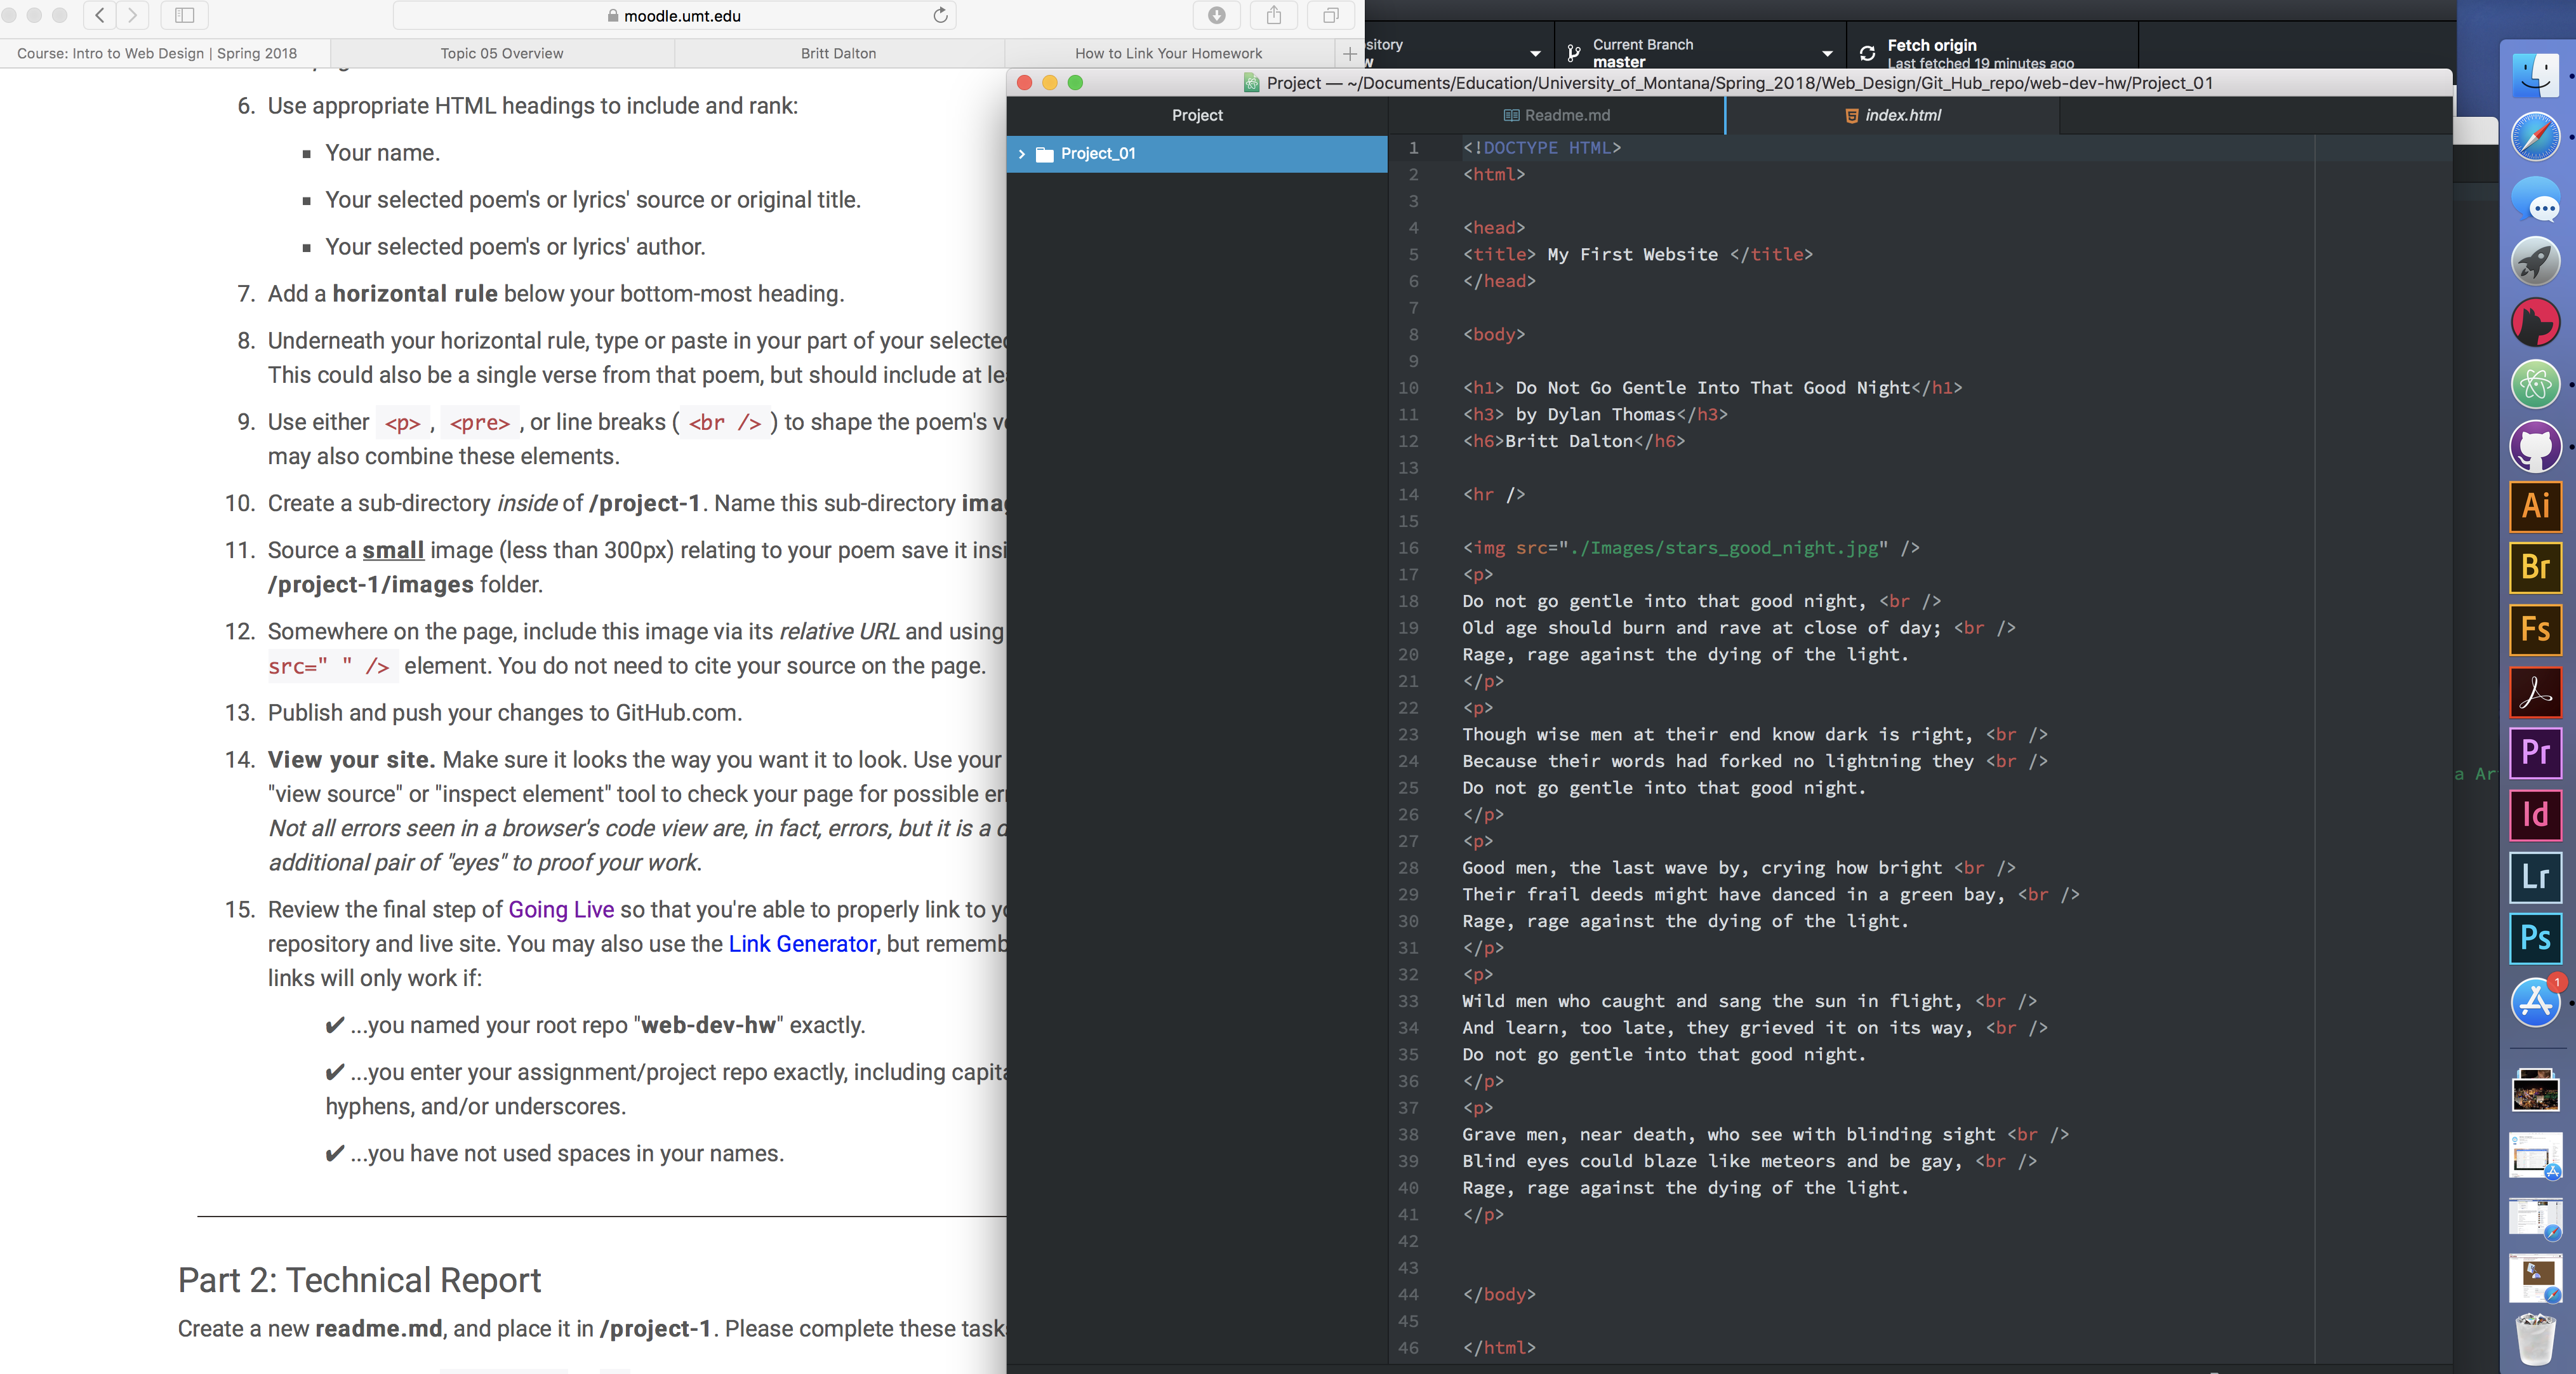 moodle.umt.edu
Course: Intro to Web Design | Spring 2018
Topic 05 Overview
Britt Dalton
How to Link Your Homework
6. Use appropriate HTML headings to include and rank:
▪ Your name.
▪ Your selected poem's or lyrics' source or original title.
▪ Your selected poem's or lyrics' author.
7. Add a horizontal rule below your bottom-most heading.
8. Underneath your horizontal rule, type or paste in your part of your selected
This could also be a single verse from that poem, but should include at
9. Use either <p>, <pre>, or line breaks ( <br /> ) to shape the poem's
may also combine these elements.
10. Create a sub-directory inside of /project-1. Name this sub-directory
11. Source a small image (less than 300px) relating to your poem save it
/project-1/images folder.
12. Somewhere on the page, include this image via its relative URL and using
src=" " /> element. You do not need to cite your source on the page.
13. Publish and push your changes to GitHub.com.
14. View your site. Make sure it looks the way you want it to look. Use your
"view source" or "inspect element" tool to check your page for possible
Not all errors seen in a browser's code view are, in fact, errors, but it is a
additional pair of "eyes" to proof your work.
15. Review the final step of Going Live so that you're able to properly link to
repository and live site. You may also use the Link Generator, but
links will only work if:
✔ ...you named your root repo "web-dev-hw" exactly.
✔ ...you enter your assignment/project repo exactly, including
hyphens, and/or underscores.
✔ ...you have not used spaces in your names.
Part 2: Technical Report
Create a new readme.md, and place it in /project-1. Please complete these
Current Branch
master
Fetch origin
Last fetched 19 minutes ago
Project — ~/Documents/Education/University_of_Montana/Spring_2018/Web_Design/Git_Hub_repo/web-dev-hw/Project_01
Project
Project_01
Readme.md
index.html
1 <!DOCTYPE HTML>
2 <html>
3
4 <head>
5 <title> My First Website </title>
6 </head>
7
8 <body>
9
10 <h1> Do Not Go Gentle Into That Good Night</h1>
11 <h3> by Dylan Thomas</h3>
12 <h6>Britt Dalton</h6>
13
14 <hr />
15
16 <img src="./Images/stars_good_night.jpg" />
17 <p>
18 Do not go gentle into that good night, <br />
19 Old age should burn and rave at close of day; <br />
20 Rage, rage against the dying of the light.
21 </p>
22 <p>
23 Though wise men at their end know dark is right, <br />
24 Because their words had forked no lightning they <br />
25 Do not go gentle into that good night.
26 </p>
27 <p>
28 Good men, the last wave by, crying how bright <br />
29 Their frail deeds might have danced in a green bay, <br />
30 Rage, rage against the dying of the light.
31 </p>
32 <p>
33 Wild men who caught and sang the sun in flight, <br />
34 And learn, too late, they grieved it on its way, <br />
35 Do not go gentle into that good night.
36 </p>
37 <p>
38 Grave men, near death, who see with blinding sight <br />
39 Blind eyes could blaze like meteors and be gay, <br />
40 Rage, rage against the dying of the light.
41 </p>
42
43
44 </body>
45
46 </html>
Ai
Br
Fs
Pr
Id
Lr
Ps
1